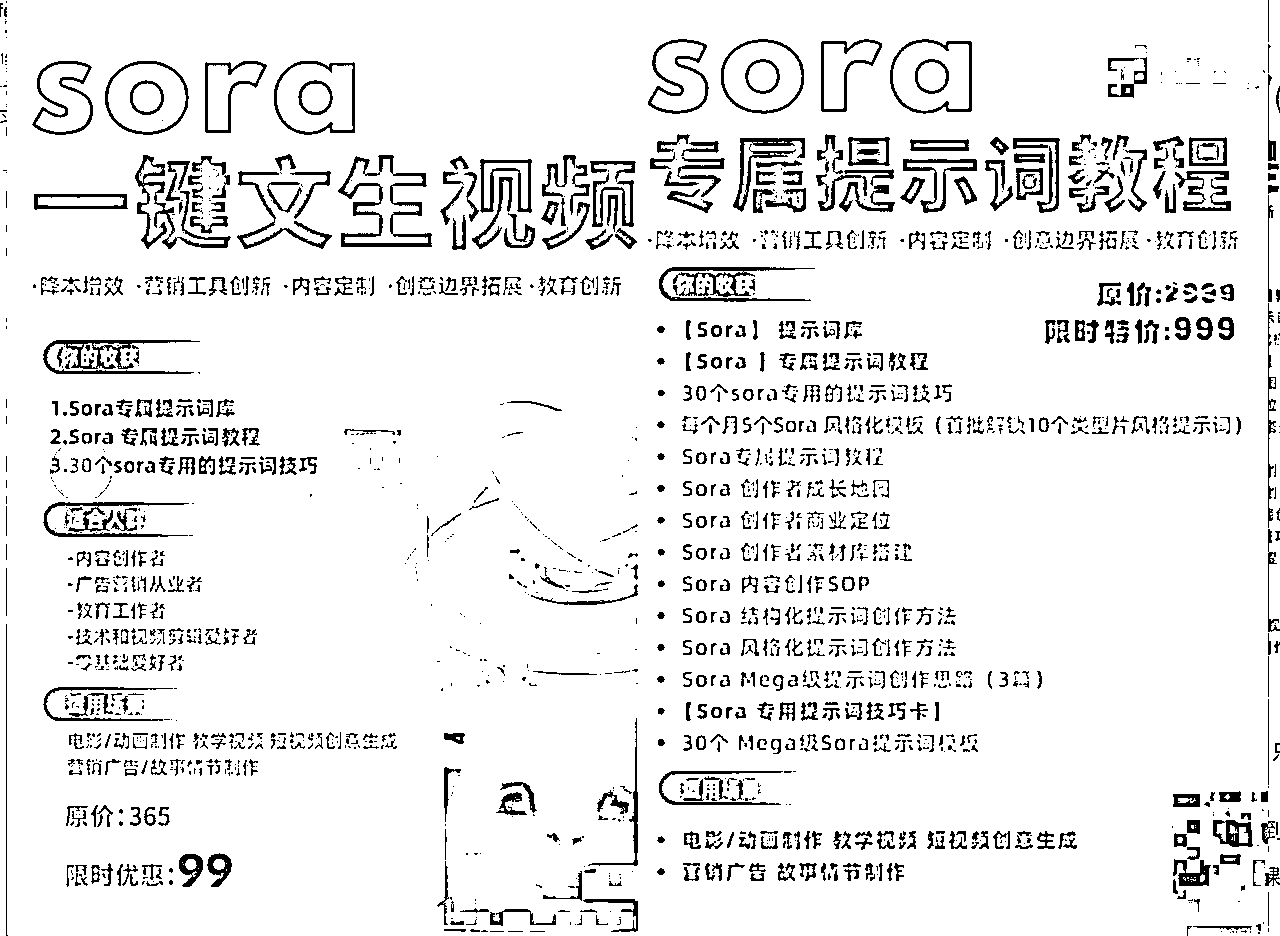 sora
一键文生视频
·降本增效 ·营销工具创新 ·内容定制 ·创意边界拓展 ·教育创新
你的收获
1.Sora专属提示词库
2.Sora 专属提示词教程
3.30个sora专用的提示词技巧
适合人群
-内容创作者
-广告营销从业者
-教育工作者
-技术和视频剪辑爱好者
-零基础爱好者
适用场景
电影/动画制作 教学视频 短视频创意生成
营销广告/故事情节制作
原价:365
限时优惠:99
sora
专属提示词教程
·降本增效 ·营销工具创新 ·内容定制 ·创意边界拓展 ·教育创新
你的收获
原价:2999
限时特价:999
• 【Sora】 提示词库
• 【Sora 】专属提示词教程
• 30个sora专用的提示词技巧
• 每个月5个Sora 风格化模板（首批解锁10个类型片风格提示词）
• Sora专属提示词教程
• Sora 创作者成长地图
• Sora 创作者商业定位
• Sora 创作者素材库搭建
• Sora 内容创作SOP
• Sora 结构化提示词创作方法
• Sora 风格化提示词创作方法
• Sora Mega级提示词创作思路（3篇）
• 【Sora 专用提示词技巧卡】
• 30个 Mega级Sora提示词模板
适用场景
• 电影/动画制作 教学视频 短视频创意生成
• 营销广告 故事情节制作